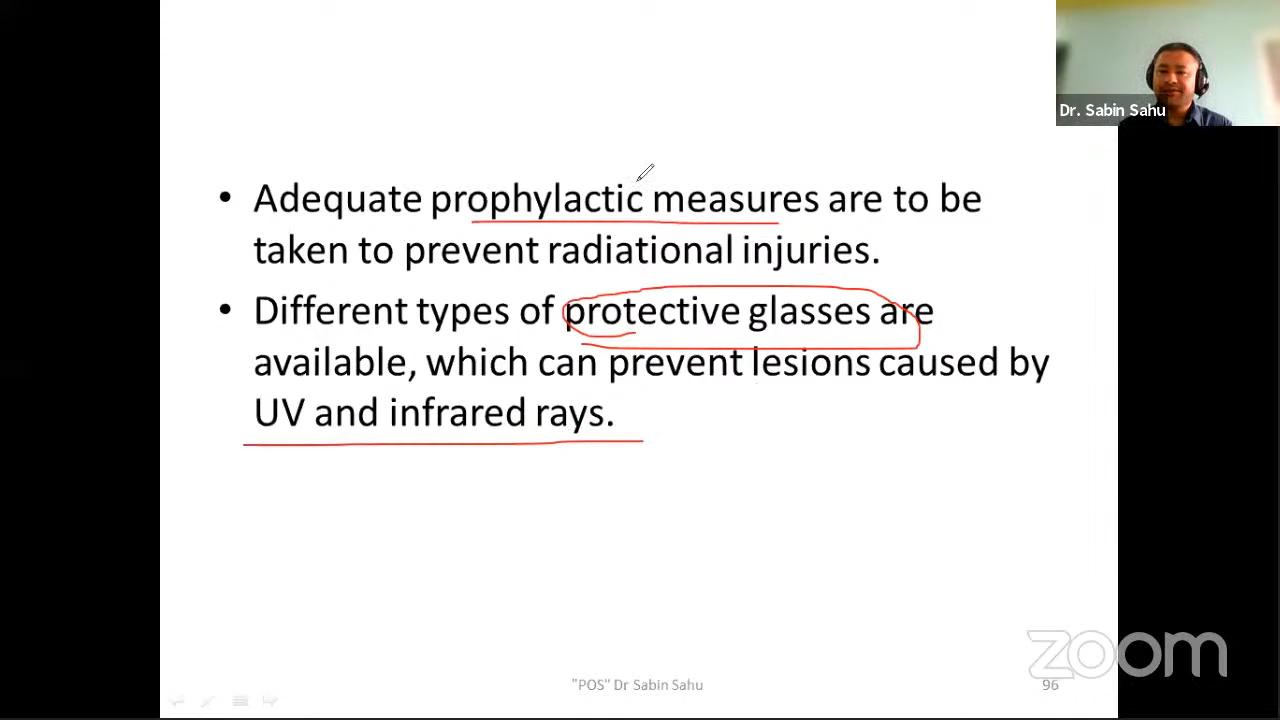 Dr. Sabin Sahu
• Adequate prophylactic measures are to be
taken to prevent radiational injuries.
• Different types of protective glasses are
available, which can prevent lesions caused by
UV and infrared rays.
zoom
"POS" Dr Sabin Sahu
96